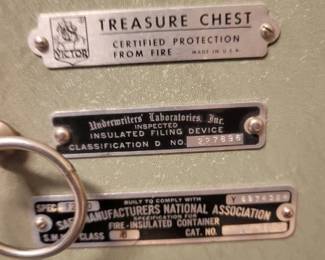 VICTOR
TREASURE CHEST
CERTIFIED PROTECTION
FROM FIRE. MADE IN U.S.A.
Underwriters' Laboratories, Inc.
INSPECTED
INSULATED FILING DEVICE
CLASSIFICATION D NO.
BUILT TO COMPLY WITH
MANUFACTURERS NATIONAL ASSOCIATION
SPECIFICATION FOR
FIRE-INSULATED CONTAINER
CLASS CAT. NO.